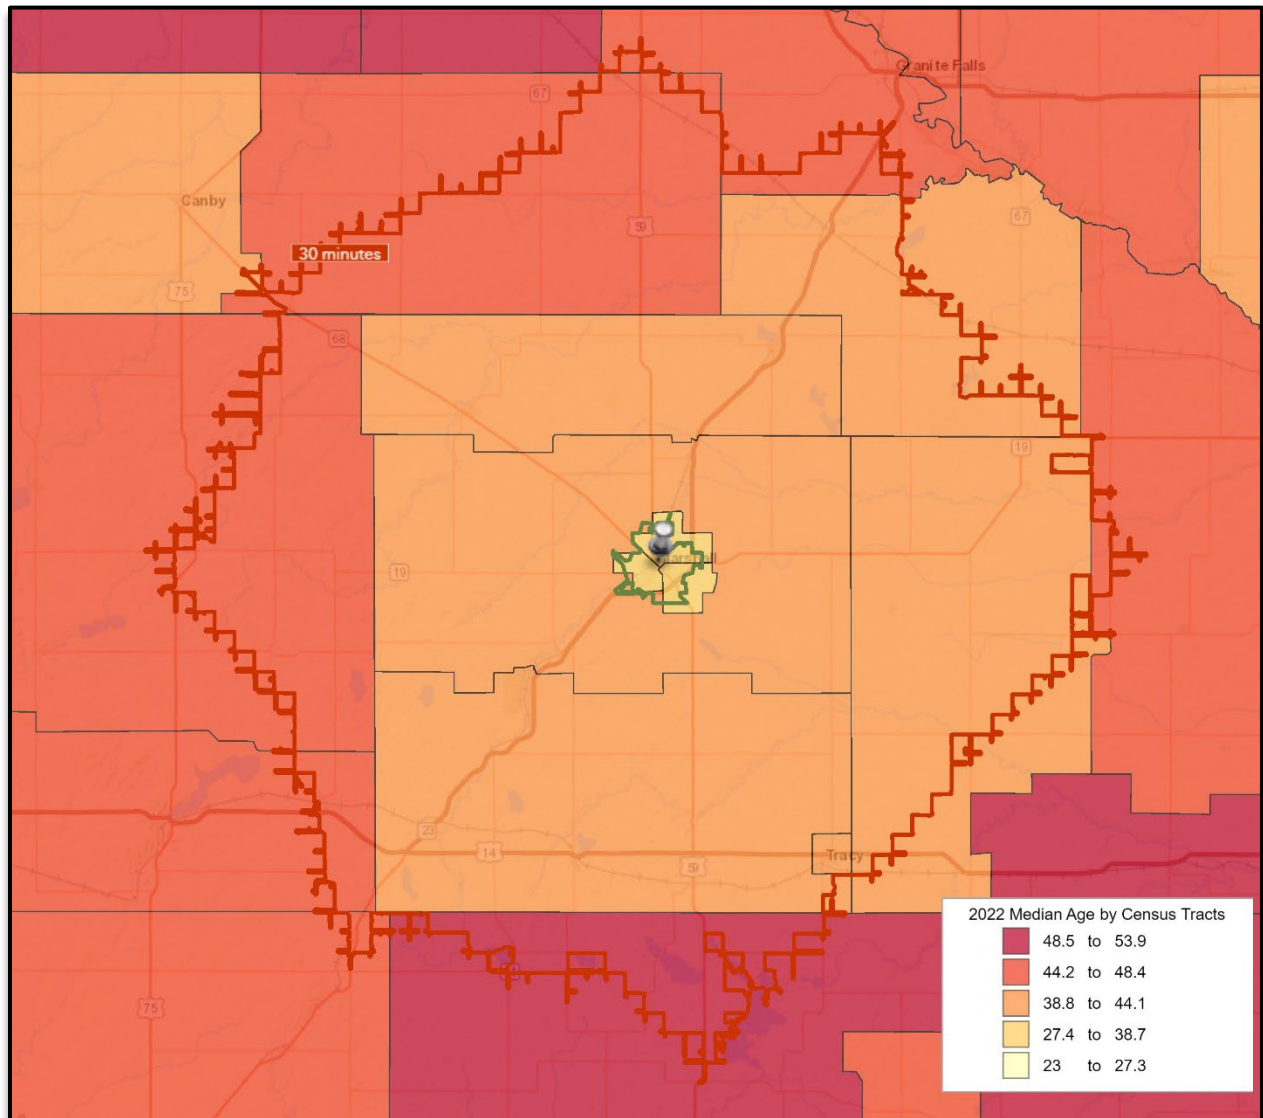 Granite Falls
67
67
Canby
59
30 minutes
75
68
19
Marshall
19
23
14
Tracy
59
75
2022 Median Age by Census Tracts
48.5 to 53.9
44.2 to 48.4
38.8 to 44.1
27.4 to 38.7
23 to 27.3